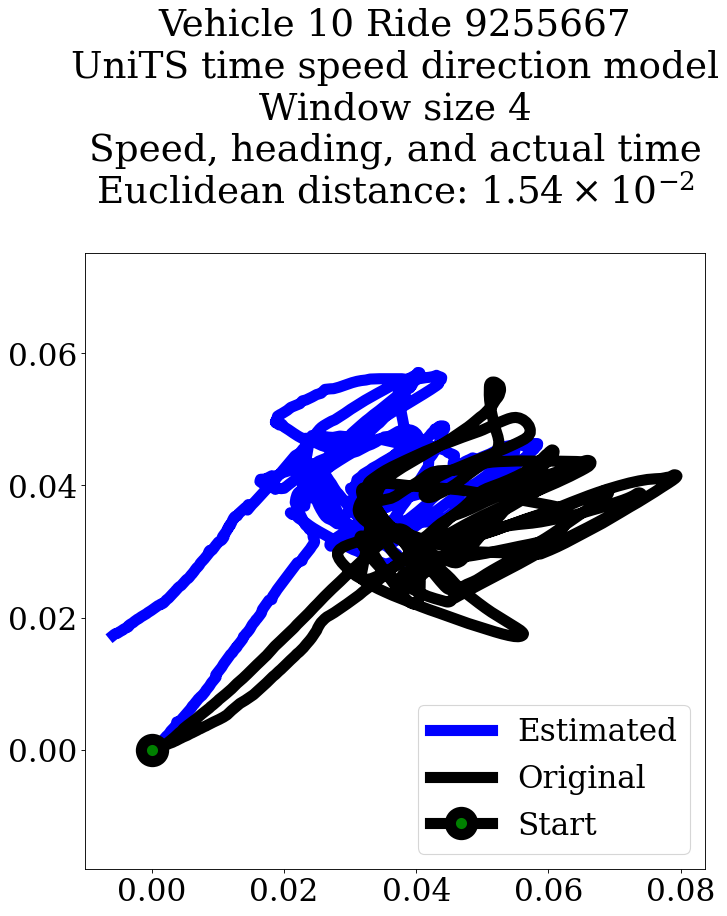 Vehicle 10 Ride 9255667
UniTS time speed direction model
Window size 4
Speed, heading, and actual time
Euclidean distance: 1.54 × 10⁻²
0.06
0.04
0.02
0.00
0.00 0.02 0.04 0.06 0.08
Estimated
Original
Start